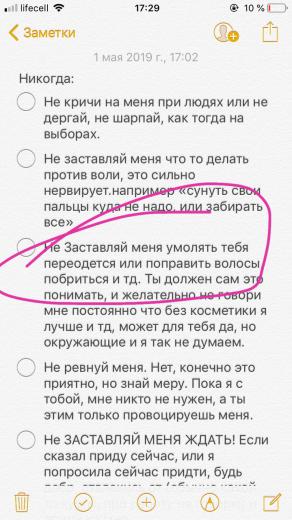 lifecell
17:29
10 %
Заметки
1 мая 2019 г., 17:02
Никогда:
Не кричи на меня при людях или не
дергай, не шарпай, как тогда на
выборах.
Не заставляй меня что то делать
против воли, это сильно
нервирует.например «сунуть свои
пальцы куда не надо. или забирать
все»
Не Заставляй меня умолять тебя
переодется или поправить волосы
побриться и тд. Ты должен сам это
понимать, и желательно не говори
мне постоянно что без косметики я
лучше и тд, может для тебя да, но
окружающие и я так не думаем.
Не ревнуй меня. Нет, конечно это
приятно, но знай меру. Пока я с
тобой, мне никто не нужен, а ты
этим только провоцируешь меня.
Не ЗАСТАВЛЯЙ МЕНЯ ЖДАТЬ! Если
сказал приду сейчас, или я
попросила сейчас придти, будь